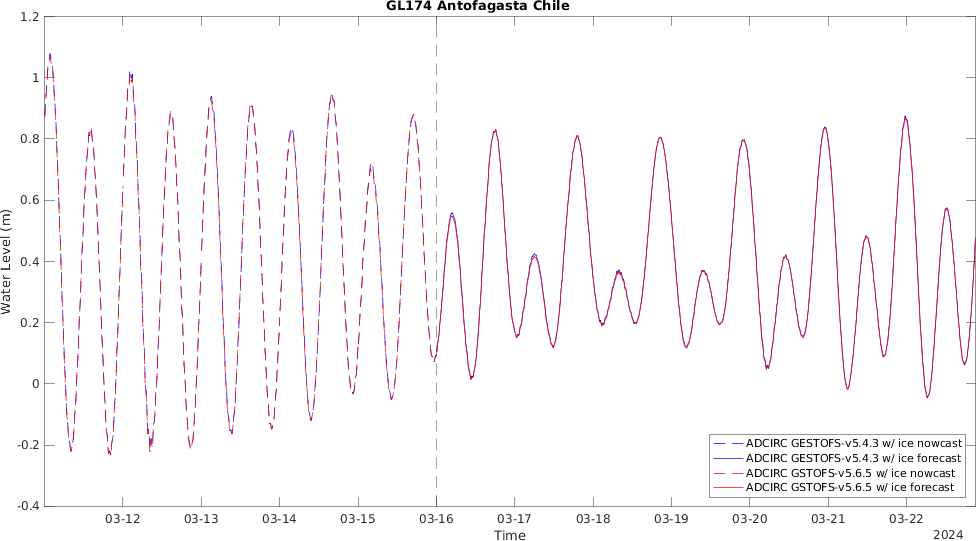 GL174 Antofagasta Chile
1.2
1
0.8
0.6
0.4
0.2
0
-0.2
-0.4
Water Level (m)
ADCIRC GESTOFS-v5.4.3 w/ ice nowcast
ADCIRC GESTOFS-v5.4.3 w/ ice forecast
ADCIRC GSTOFS-v5.6.5 w/ ice nowcast
ADCIRC GSTOFS-v5.6.5 w/ ice forecast
03-12 03-13 03-14 03-15 03-16 03-17 03-18 03-19 03-20 03-21 03-22
Time
2024